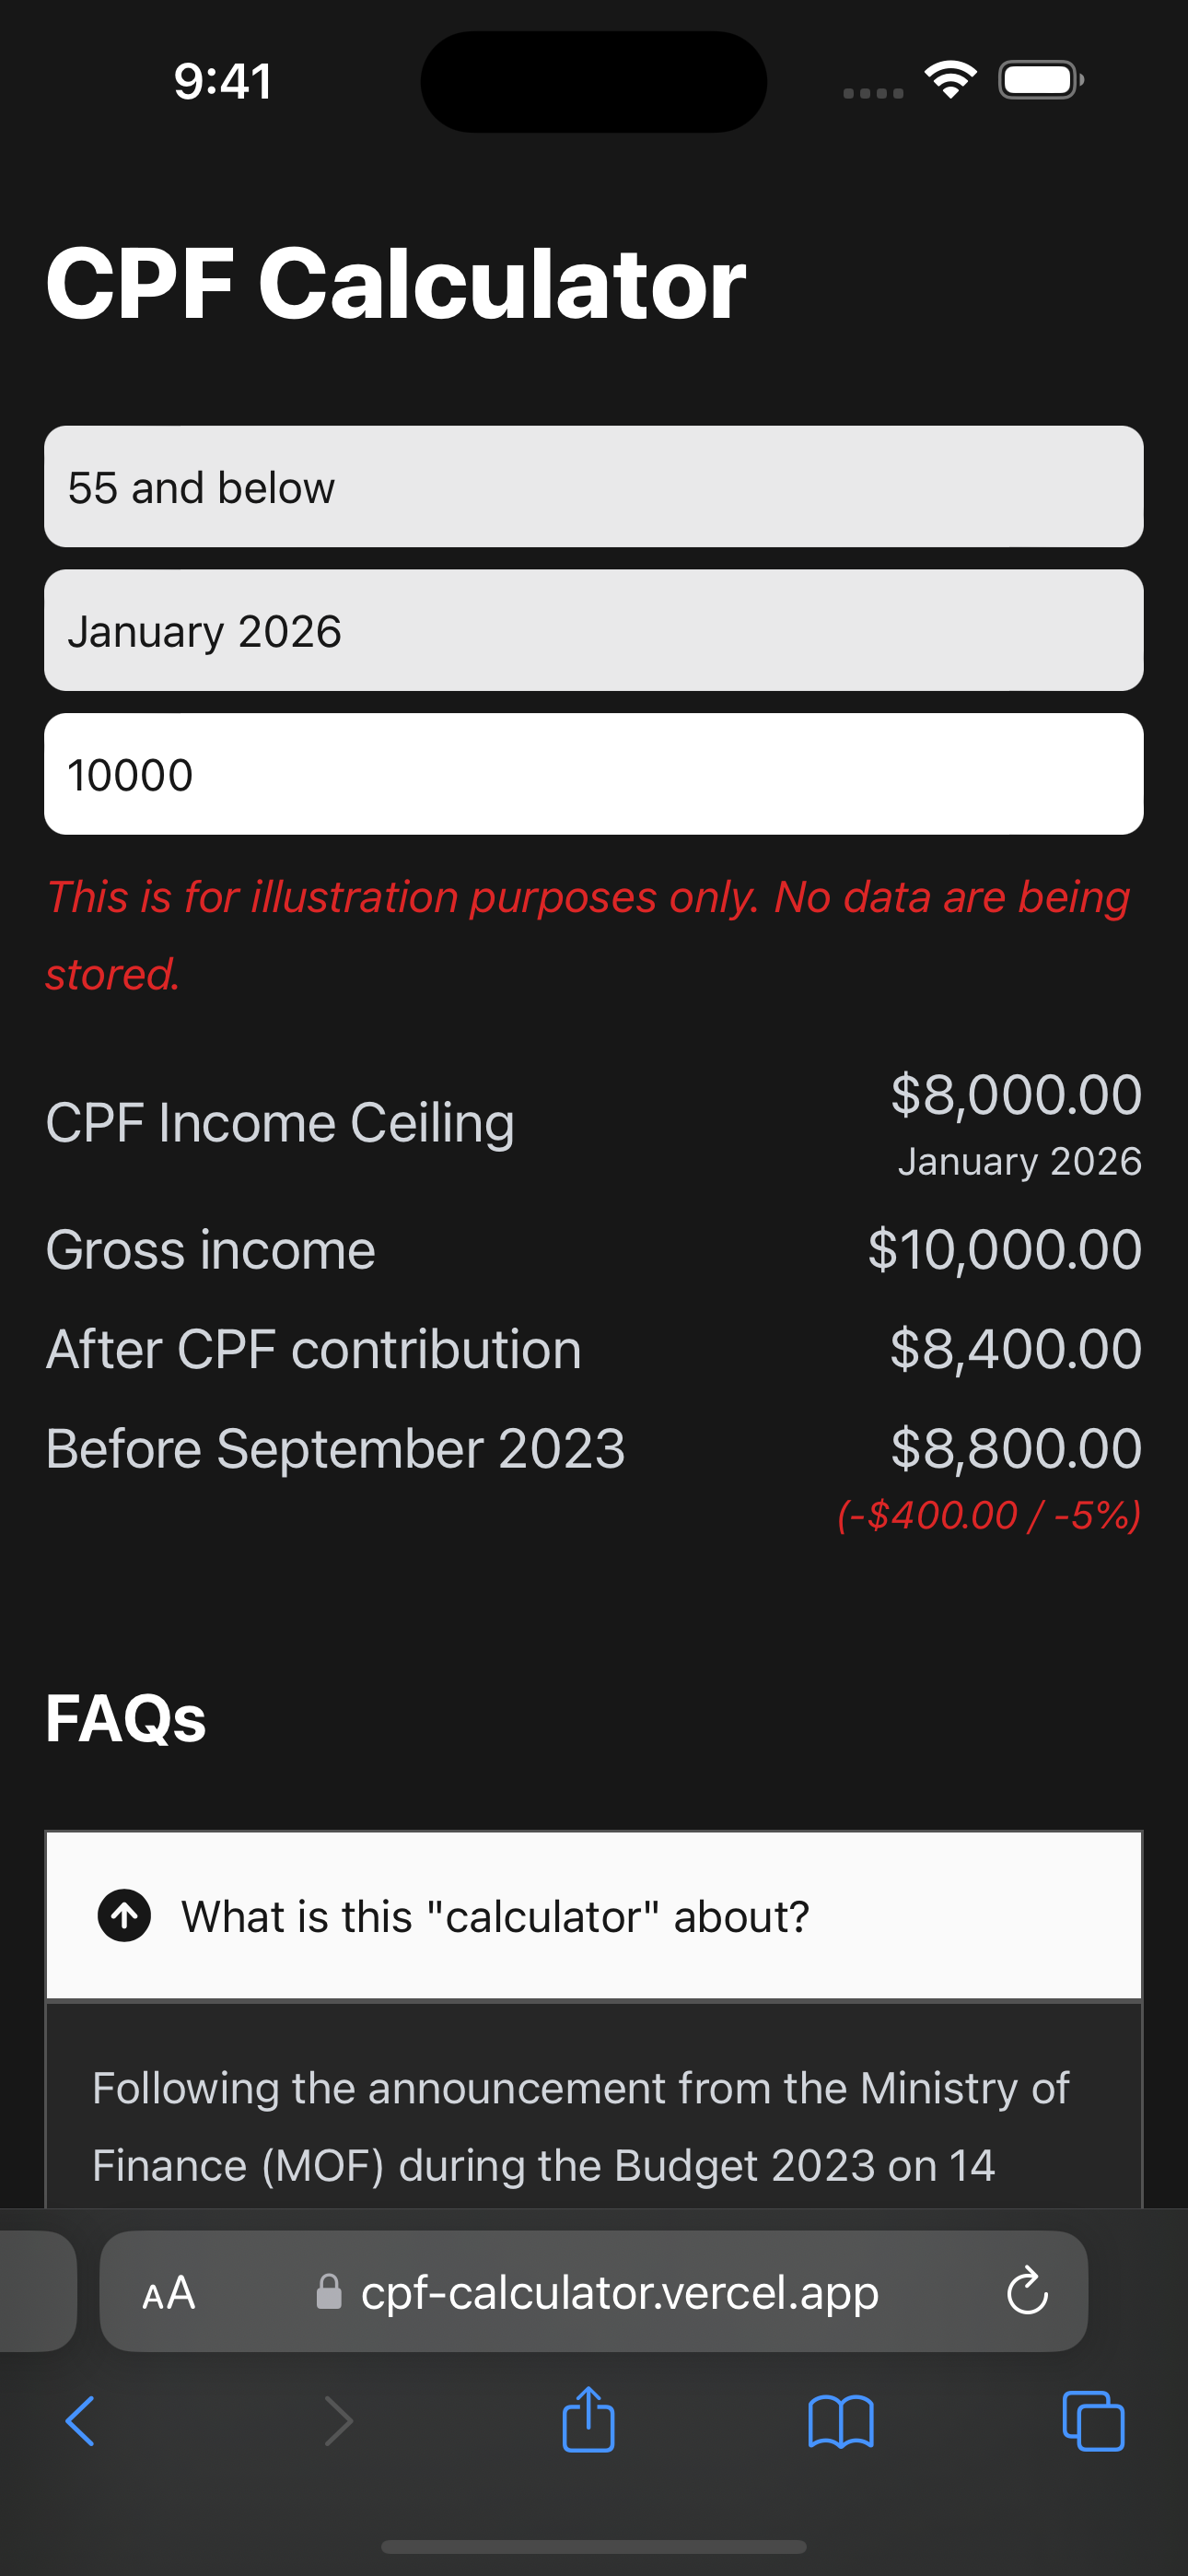 9:41
CPF Calculator
55 and below
January 2026
10000
This is for illustration purposes only. No data are being
stored.
CPF Income Ceiling
$8,000.00
January 2026
Gross income
$10,000.00
After CPF contribution
$8,400.00
Before September 2023
$8,800.00
(-$400.00 / -5%)
FAQs
What is this "calculator" about?
Following the announcement from the Ministry of
Finance (MOF) during the Budget 2023 on 14
AA cpf-calculator.vercel.app